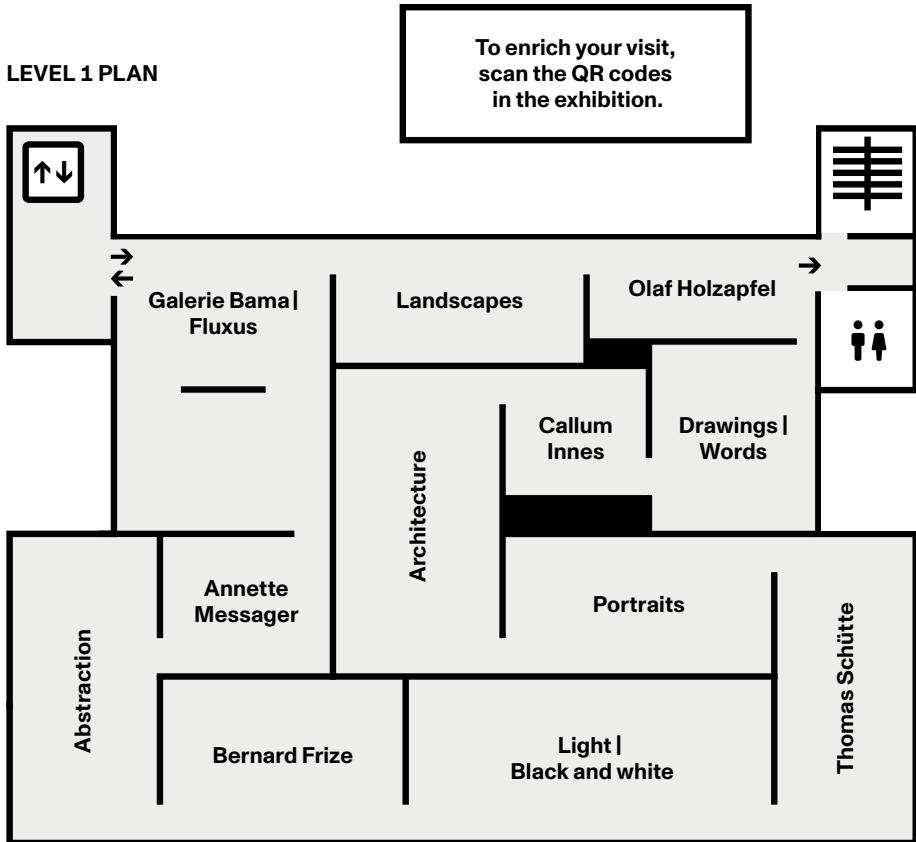 LEVEL 1 PLAN
To enrich your visit,
scan the QR codes
in the exhibition.
Galerie Bama |
Fluxus
Landscapes
Olaf Holzapfel
Architecture
Callum
Innes
Drawings |
Words
Annette
Messager
Portraits
Abstraction
Bernard Frize
Light |
Black and white
Thomas Schütte